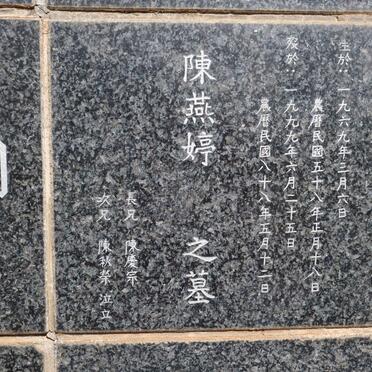 生於：一九六九年三月六日
農曆民國五十八年正月十八日
歿於：一九九九年六月二十五日
農曆民國八十八年五月十二日
陳燕婷 之墓
長兄 陳慶宗
次兄 陳秋榮 泣立